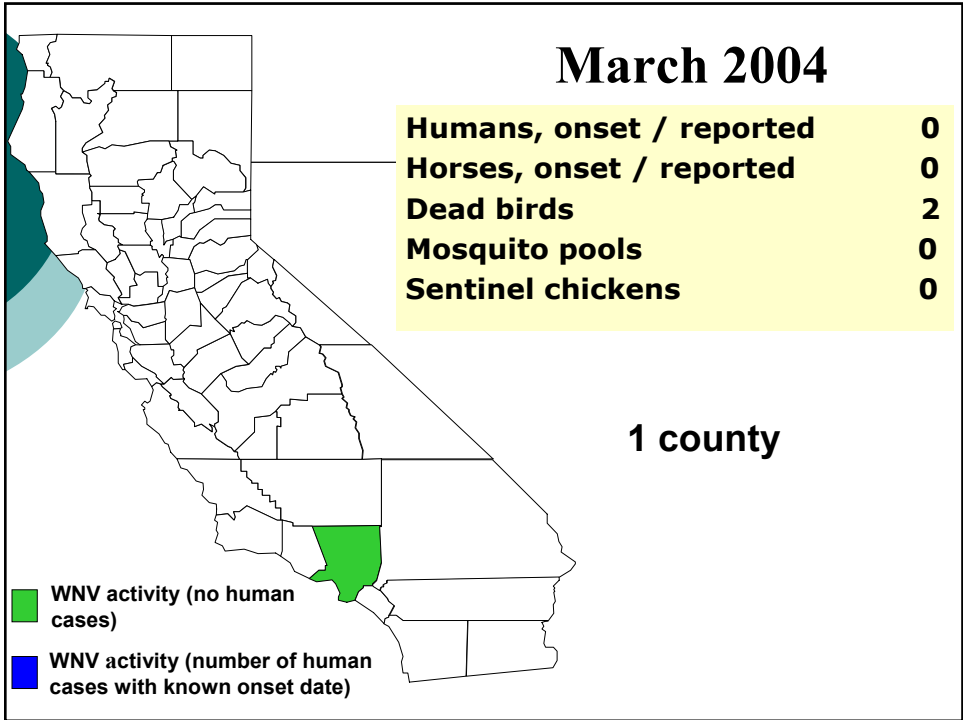 March 2004
Humans, onset / reported 0
Horses, onset / reported 0
Dead birds 2
Mosquito pools 0
Sentinel chickens 0
1 county
WNV activity (no human
cases)
WNV activity (number of human
cases with known onset date)